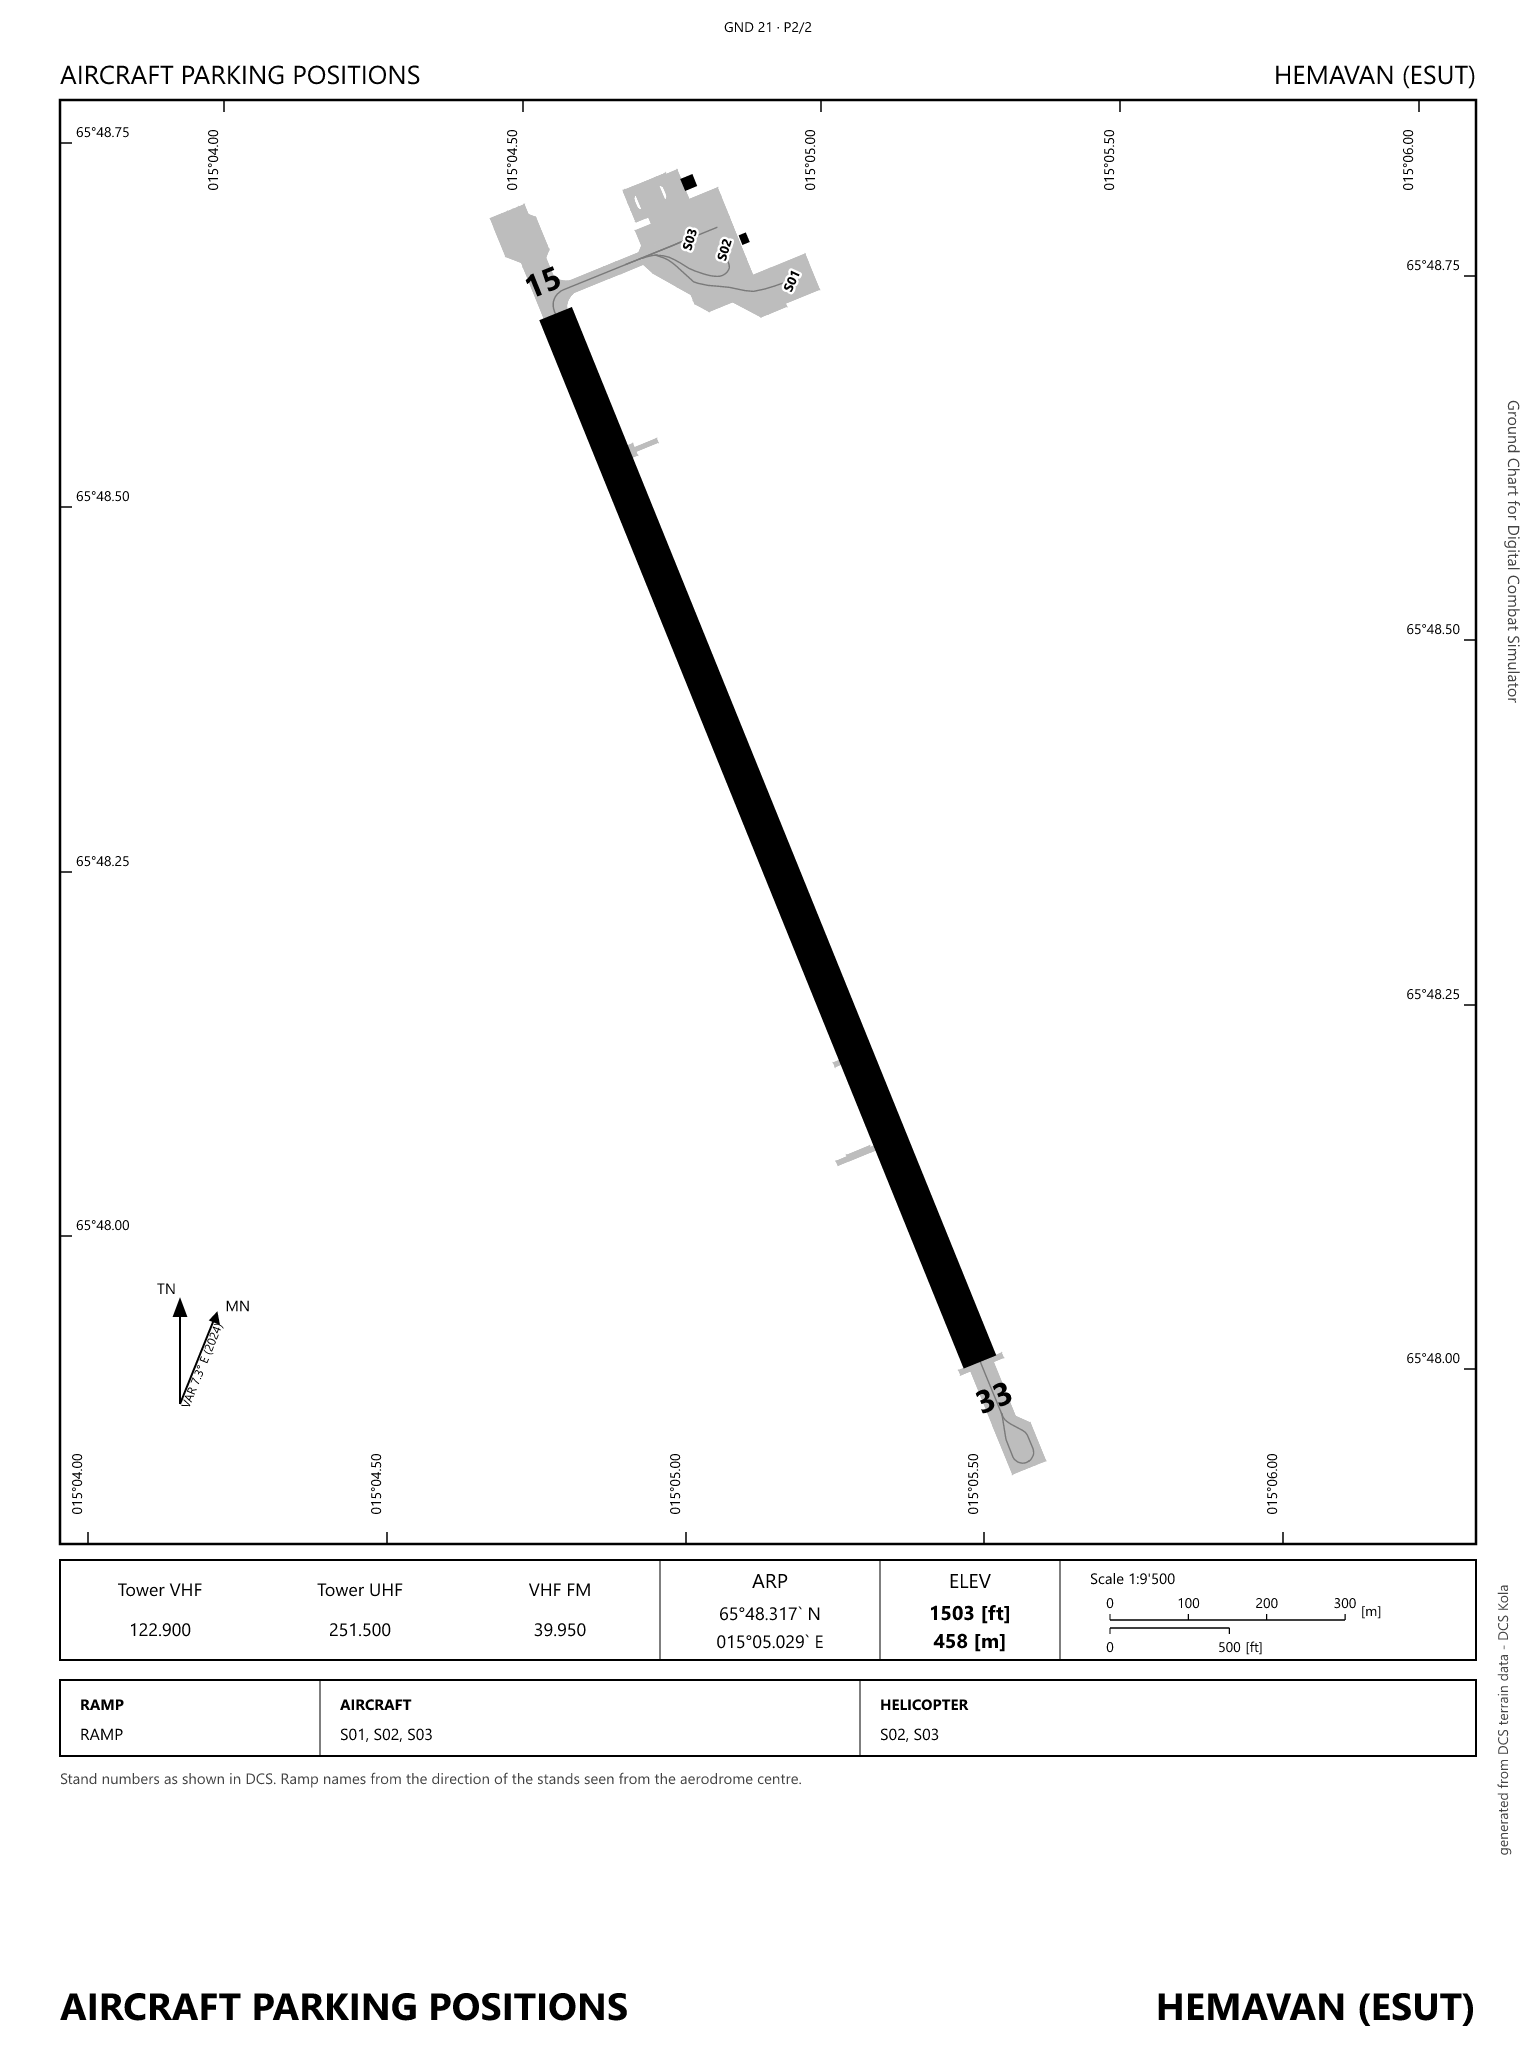 GND 21 · P2/2
AIRCRAFT PARKING POSITIONS
HEMAVAN (ESUT)
015°04.00
015°04.50
015°05.00
015°05.50
015°06.00
65°48.75
65°48.75
S03
S02
S01
15
65°48.50
65°48.50
65°48.25
65°48.25
65°48.00
65°48.00
TN
MN
VAR 7.3° E (2024)
33
015°04.00
015°04.50
015°05.00
015°05.50
015°06.00
Ground Chart for Digital Combat Simulator
Tower VHF
122.900
Tower UHF
251.500
VHF FM
39.950
ARP
65°48.317` N
015°05.029` E
ELEV
1503 [ft]
458 [m]
Scale 1:9'500
0 100 200 300 [m]
0 500 [ft]
RAMP
RAMP
AIRCRAFT
S01, S02, S03
HELICOPTER
S02, S03
Stand numbers as shown in DCS. Ramp names from the direction of the stands seen from the aerodrome centre.
generated from DCS terrain data - DCS Kola
AIRCRAFT PARKING POSITIONS
HEMAVAN (ESUT)